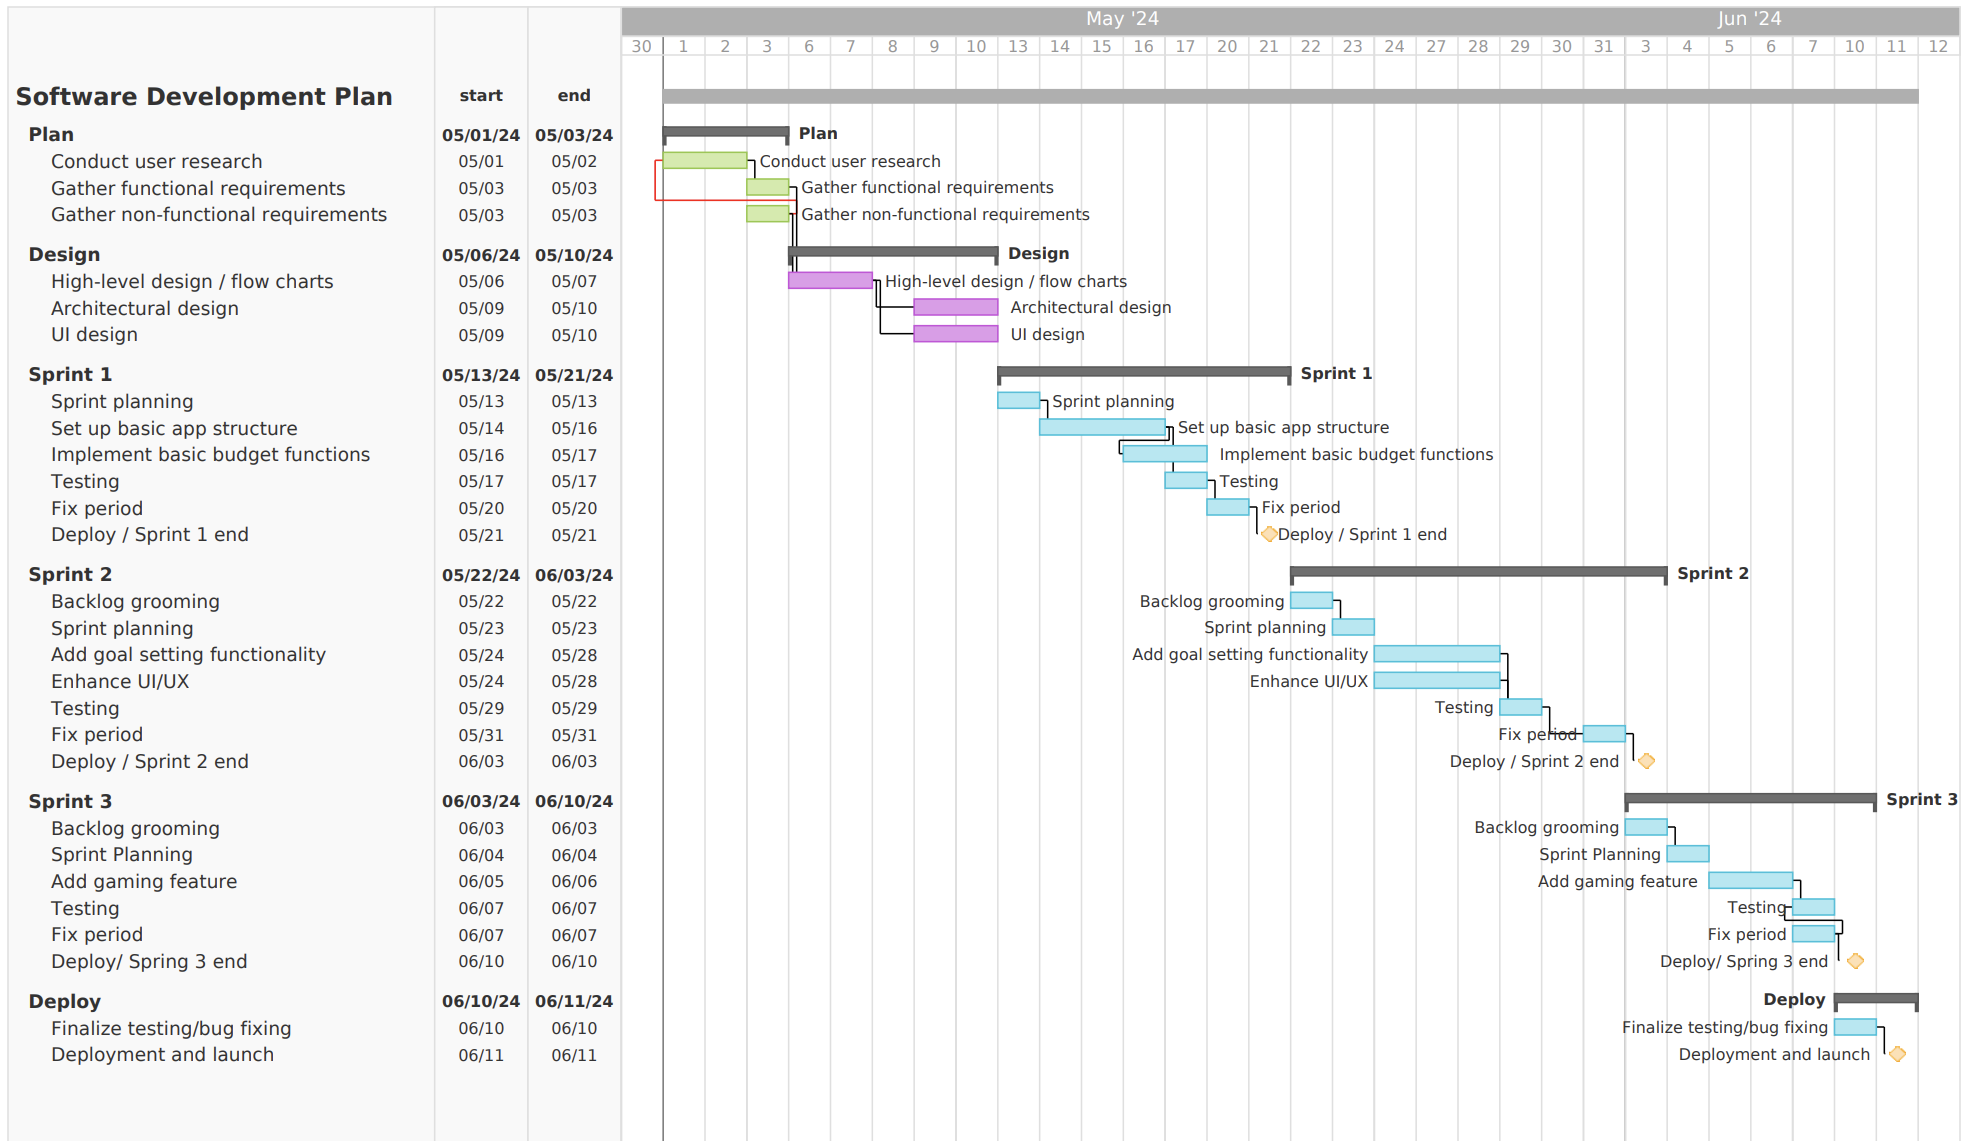 May '24 Jun '24
30 1 2 3 6 7 8 9 10 13 14 15 16 17 20 21 22 23 24 27 28 29 30 31 3 4 5 6 7 10 11 12
Software Development Plan start end
Plan 05/01/24 05/03/24 Plan
Conduct user research 05/01 05/02 Conduct user research
Gather functional requirements 05/03 05/03 Gather functional requirements
Gather non-functional requirements 05/03 05/03 Gather non-functional requirements
Design 05/06/24 05/10/24 Design
High-level design / flow charts 05/06 05/07 High-level design / flow charts
Architectural design 05/09 05/10 Architectural design
UI design 05/09 05/10 UI design
Sprint 1 05/13/24 05/21/24 Sprint 1
Sprint planning 05/13 05/13 Sprint planning
Set up basic app structure 05/14 05/16 Set up basic app structure
Implement basic budget functions 05/16 05/17 Implement basic budget functions
Testing 05/17 05/17 Testing
Fix period 05/20 05/20 Fix period
Deploy / Sprint 1 end 05/21 05/21 Deploy / Sprint 1 end
Sprint 2 05/22/24 06/03/24 Sprint 2
Backlog grooming 05/22 05/22 Backlog grooming
Sprint planning 05/23 05/23 Sprint planning
Add goal setting functionality 05/24 05/28 Add goal setting functionality
Enhance UI/UX 05/24 05/28 Enhance UI/UX
Testing 05/29 05/29 Testing
Fix period 05/31 05/31 Fix period
Deploy / Sprint 2 end 06/03 06/03 Deploy / Sprint 2 end
Sprint 3 06/03/24 06/10/24 Sprint 3
Backlog grooming 06/03 06/03 Backlog grooming
Sprint Planning 06/04 06/04 Sprint Planning
Add gaming feature 06/05 06/06 Add gaming feature
Testing 06/07 06/07 Testing
Fix period 06/07 06/07 Fix period
Deploy/ Spring 3 end 06/10 06/10 Deploy/ Spring 3 end
Deploy 06/10/24 06/11/24 Deploy
Finalize testing/bug fixing 06/10 06/10 Finalize testing/bug fixing
Deployment and launch 06/11 06/11 Deployment and launch